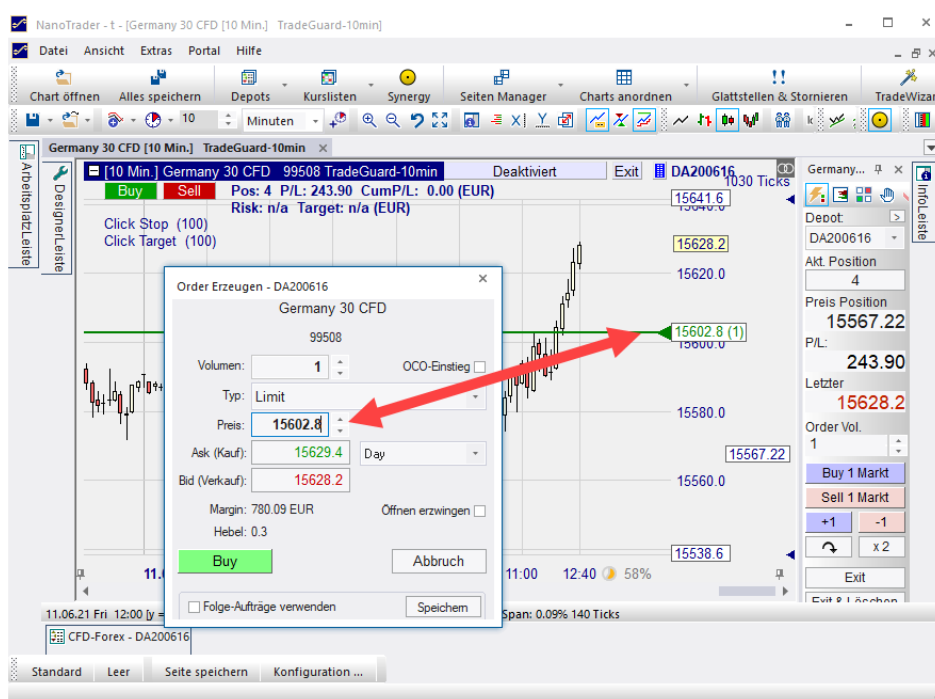 NanoTrader - t - [Germany 30 CFD [10 Min.] TradeGuard-10min]
Datei Ansicht Extras Portal Hilfe
Chart öffnen Alles speichern Depots Kurslisten Synergy Seiten Manager Charts anordnen Glattstellen & Stornieren TradeWizar
10 Minuten
Germany 30 CFD [10 Min.] TradeGuard-10min
ArbeitsplatzLeiste
DesignerLeiste
[10 Min.] Germany 30 CFD 99508 TradeGuard-10min Deaktiviert Exit DA200616
1030 Ticks
Buy Sell Pos: 4 P/L: 243.90 CumP/L: 0.00 (EUR)
Risk: n/a Target: n/a (EUR)
Click Stop (100)
Click Target (100)
15641.6
15628.2
15620.0
15602.8 (1)
15600.0
15580.0
15567.22
15560.0
15538.6
Order Erzeugen - DA200616
Germany 30 CFD
99508
Volumen: 1 OCO-Einstieg
Typ: Limit
Preis: 15602.8
Ask (Kauf): 15629.4 Day
Bid (Verkauf): 15628.2
Margin: 780.09 EUR Öffnen erzwingen
Hebel: 0.3
Buy Abbruch
Folge-Aufträge verwenden Speichern
11:00 12:40 58%
11.06.21 Fri 12:00 [y = Span: 0.09% 140 Ticks
Germany...
Depot:
DA200616
Akt. Position
4
Preis Position
15567.22
P/L:
243.90
Letzter
15628.2
Order Vol.
1
Buy 1 Markt
Sell 1 Markt
+1 -1
x 2
Exit
Exit & Löschen
InfoLeiste
CFD-Forex - DA200616
Standard Leer Seite speichern Konfiguration ...